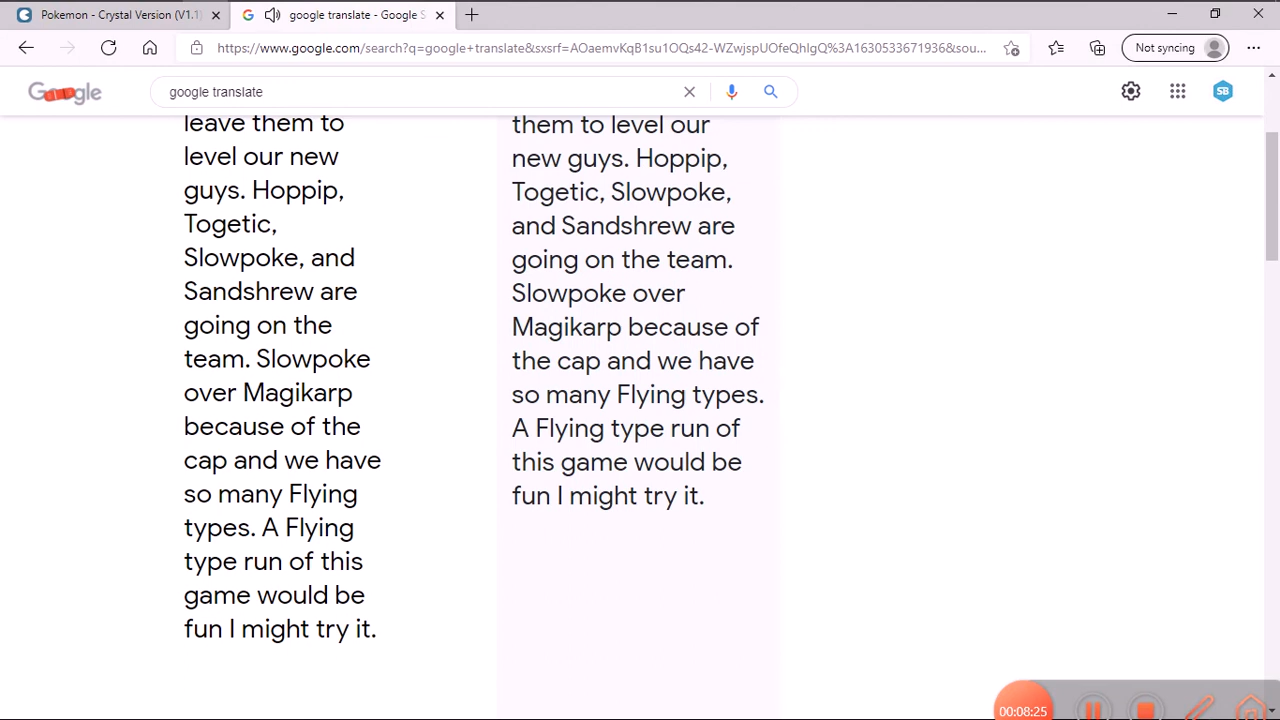 Pokemon - Crystal Version (V1.1)
google translate - Google S
https://www.google.com/search?q=google+translate&sxsrf=AOaemvKqB1su1OQs42-WZwjspUOfeQhlgQ%3A1630533671936&sou...
Not syncing
Google
google translate
SB
leave them to
level our new
guys. Hoppip,
Togetic,
Slowpoke, and
Sandshrew are
going on the
team. Slowpoke
over Magikarp
because of the
cap and we have
so many Flying
types. A Flying
type run of this
game would be
fun I might try it.
them to level our
new guys. Hoppip,
Togetic, Slowpoke,
and Sandshrew are
going on the team.
Slowpoke over
Magikarp because of
the cap and we have
so many Flying types.
A Flying type run of
this game would be
fun I might try it.
00:08:25